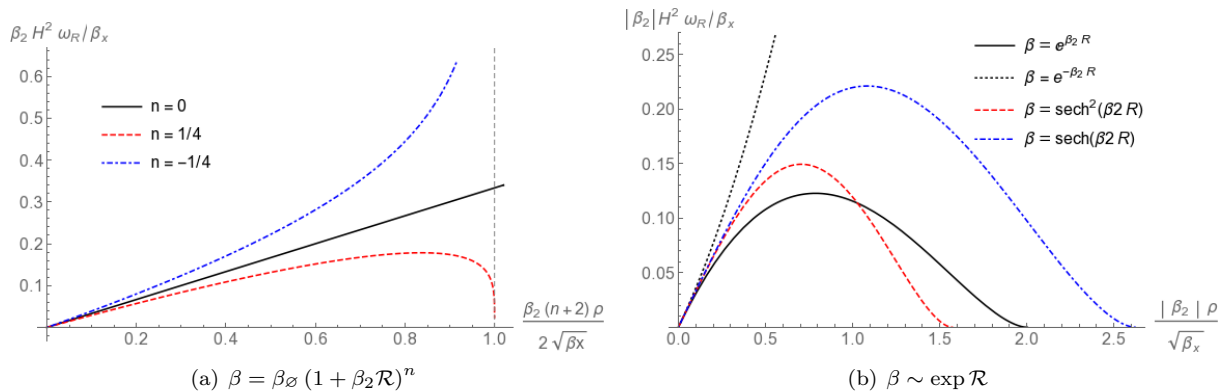 β₂ H² ω_R / βₓ
0.6
0.5
0.4
0.3
0.2
0.1
n = 0
n = 1/4
n = −1/4
0.2 0.4 0.6 0.8 1.0
β₂ (n+2) ρ
2 √βx
(a) β = β_∅ (1 + β₂ℛ)ⁿ
|β₂| H² ω_R / βₓ
0.25
0.20
0.15
0.10
0.05
β = e^{β₂ R}
β = e^{−β₂ R}
β = sech²(β2 R)
β = sech(β2 R)
0.0 0.5 1.0 1.5 2.0 2.5
| β₂ | ρ
√βₓ
(b) β ∼ exp ℛ